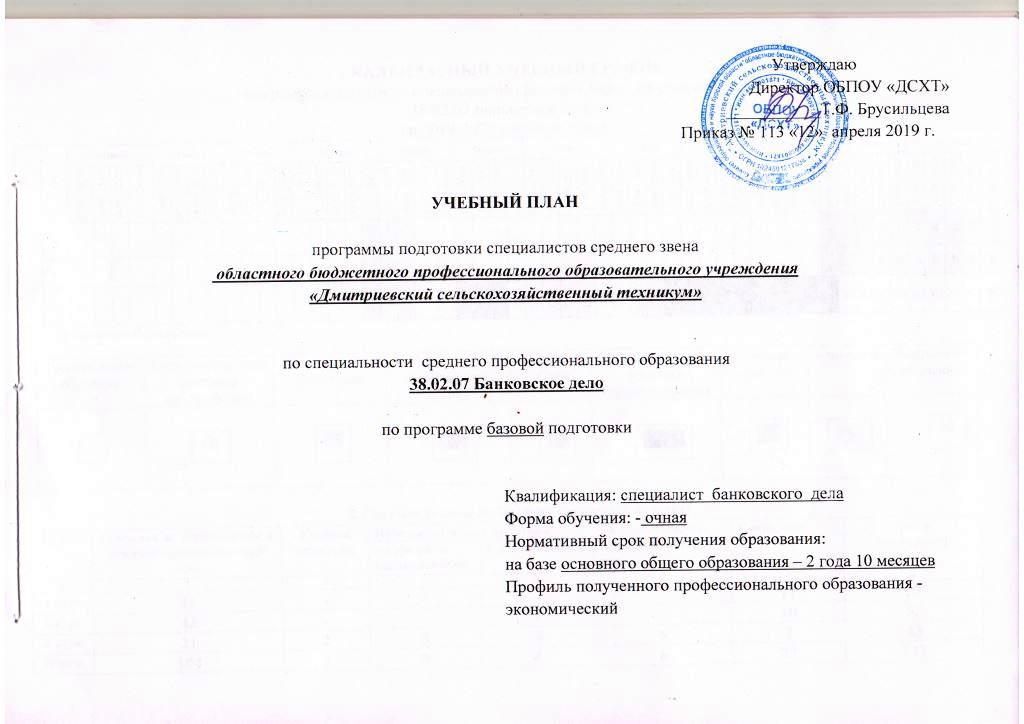 Утверждаю
Директор ОБПОУ «ДСХТ»
Г.Ф. Брусильцева
Приказ № 113 «12» апреля 2019 г.
ОБПОУ
«ДСХТ»
УЧЕБНЫЙ ПЛАН
программы подготовки специалистов среднего звена
областного бюджетного профессионального образовательного учреждения
«Дмитриевский сельскохозяйственный техникум»
по специальности среднего профессионального образования
38.02.07 Банковское дело
по программе базовой подготовки
Квалификация: специалист банковского дела
Форма обучения: - очная
Нормативный срок получения образования:
на базе основного общего образования – 2 года 10 месяцев
Профиль полученного профессионального образования -
экономический